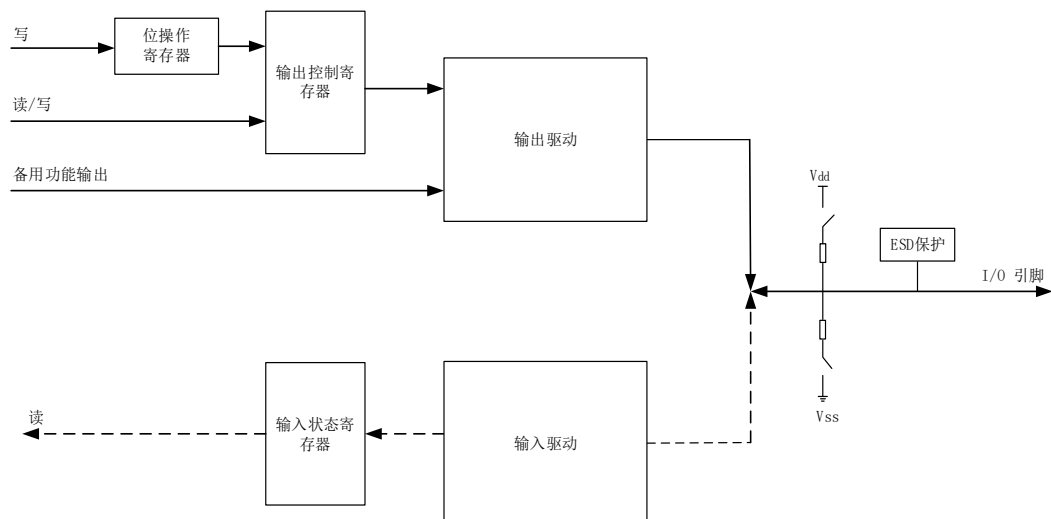 写
位操作
寄存器
输出控制寄
存器
读/写
输出驱动
备用功能输出
Vdd
ESD保护
I/O 引脚
Vss
读
输入状态寄
存器
输入驱动